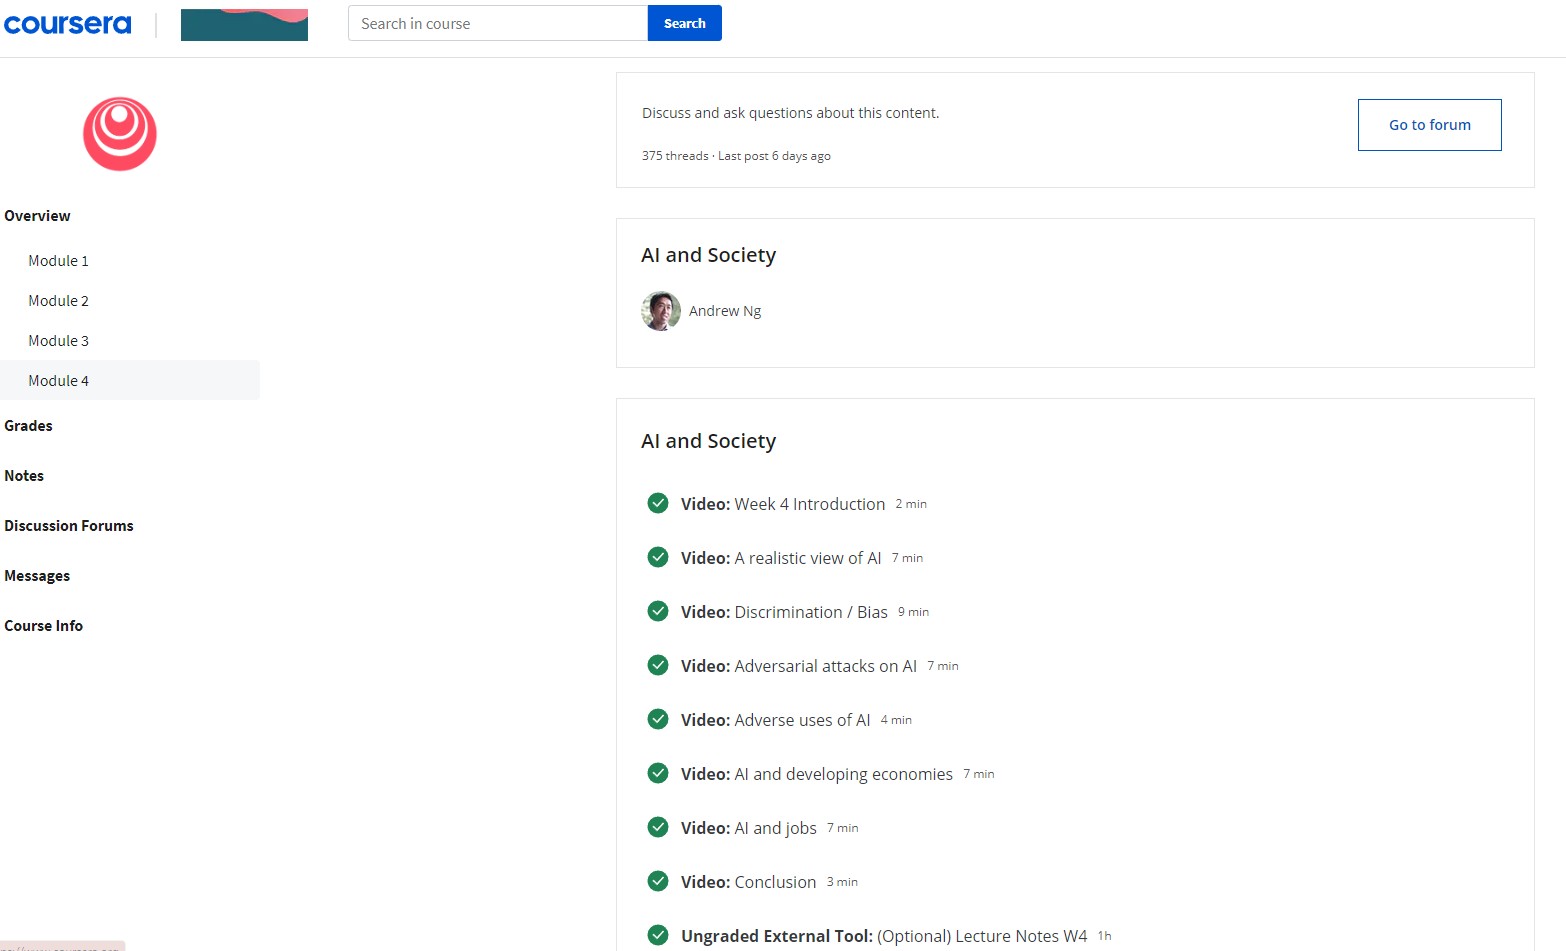 coursera
Search in course
Search
Discuss and ask questions about this content.
Go to forum
375 threads · Last post 6 days ago
Overview
Module 1
Module 2
Module 3
Module 4
Grades
Notes
Discussion Forums
Messages
Course Info
AI and Society
Andrew Ng
AI and Society
Video: Week 4 Introduction 2 min
Video: A realistic view of AI 7 min
Video: Discrimination / Bias 9 min
Video: Adversarial attacks on AI 7 min
Video: Adverse uses of AI 4 min
Video: AI and developing economies 7 min
Video: AI and jobs 7 min
Video: Conclusion 3 min
Ungraded External Tool: (Optional) Lecture Notes W4 1h